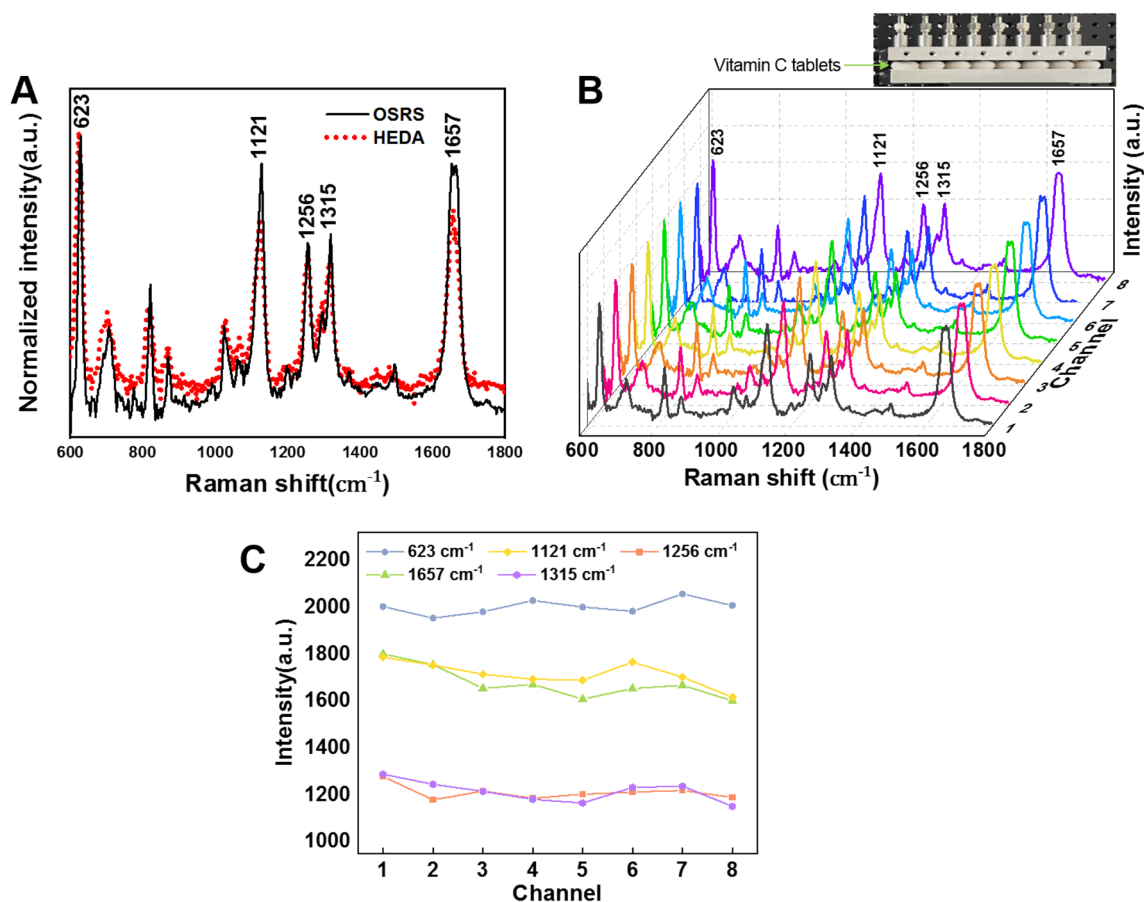 A
Normalized intensity(a.u.)
623
1121
1256
1315
1657
OSRS
HEDA
600 800 1000 1200 1400 1600 1800
Raman shift(cm⁻¹)
Vitamin C tablets
B
623
1121
1256
1315
1657
Intensity (a.u.)
8
7
6
5
4
3
2
1
Channel
600 800 1000 1200 1400 1600 1800
Raman shift (cm⁻¹)
C
623 cm⁻¹ 1121 cm⁻¹ 1256 cm⁻¹
1657 cm⁻¹ 1315 cm⁻¹
Intensity(a.u.)
2200
2000
1800
1600
1400
1200
1000
1 2 3 4 5 6 7 8
Channel